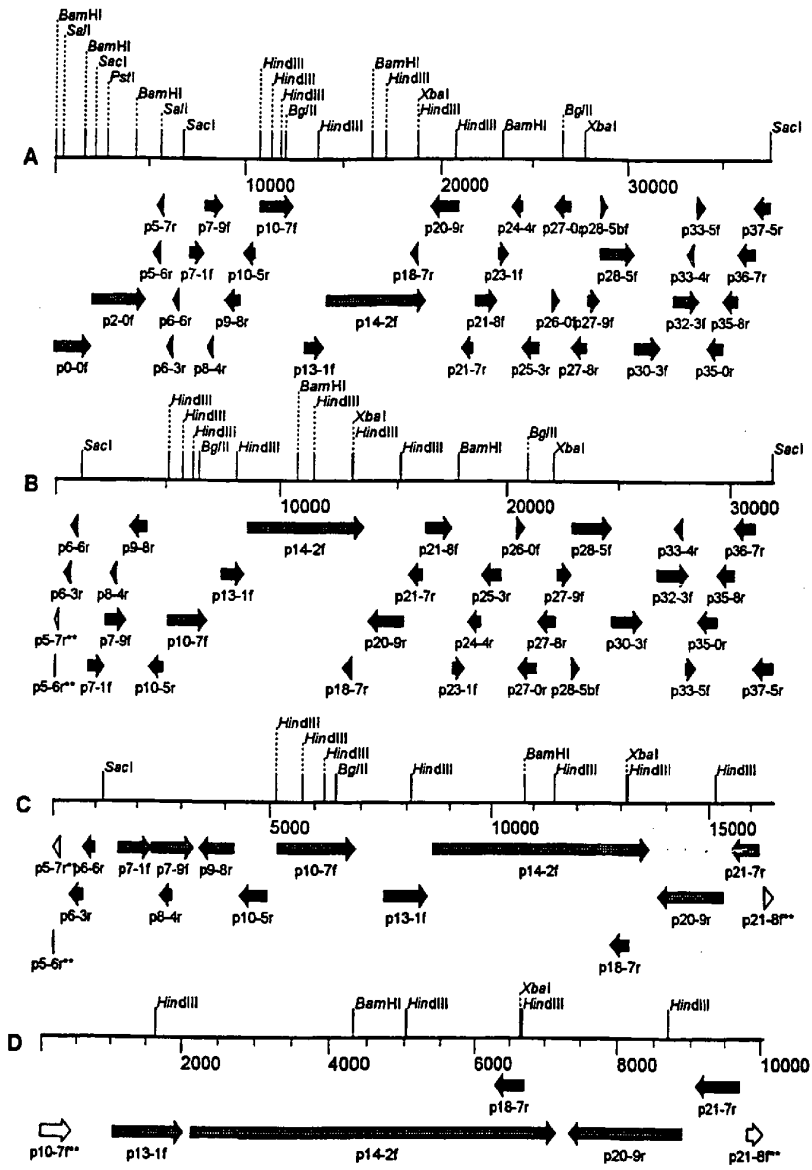 BamHI
SalI
BamHI
SacI
PstI
BamHI
SalI
SacI
HindIII
HindIII
HindIII
BglII
HindIII
BamHI
HindIII
XbaI
HindIII
HindIII
BamHI
BglII
XbaI
SacI
A
10000 20000 30000
p5-7r p7-9f p10-7f p20-9r p24-4r p27-0r p28-5bf p33-5f p37-5r
p5-6r p7-1f p10-5r p18-7r p23-1f p28-5f p33-4r p36-7r
p2-0f p6-6r p9-8r p14-2f p21-8f p26-0f p27-9f p32-3f p35-8r
p0-0f p6-3r p8-4r p13-1f p21-7r p25-3r p27-8r p30-3f p35-0r
SacI
HindIII
HindIII
HindIII
BglII
HindIII
BamHI
HindIII
XbaI
HindIII
HindIII
BamHI
BglII
XbaI
SacI
B
10000 20000 30000
p6-6r p9-8r p14-2f p21-8f p26-0f p28-5f p33-4r p36-7r
p6-3r p8-4r p13-1f p21-7r p25-3r p27-9f p32-3f p35-8r
p5-7r** p7-9f p10-7f p20-9r p24-4r p27-8r p30-3f p35-0r
p5-6r** p7-1f p10-5r p18-7r p23-1f p27-0r p28-5bf p33-5f p37-5r
SacI
HindIII
HindIII
HindIII
BglII
HindIII
BamHI
HindIII
XbaI
HindIII
HindIII
C
5000 10000 15000
p5-7r** p6-6r p7-1f p7-9f p9-8r p10-7f p14-2f p21-7r
p6-3r p8-4r p10-5r p13-1f p20-9r p21-8f**
p5-6r** p18-7r
HindIII
BamHI
HindIII
XbaI
HindIII
HindIII
D
2000 4000 6000 8000 10000
p18-7r p21-7r
p10-7f** p13-1f p14-2f p20-9r p21-8f**